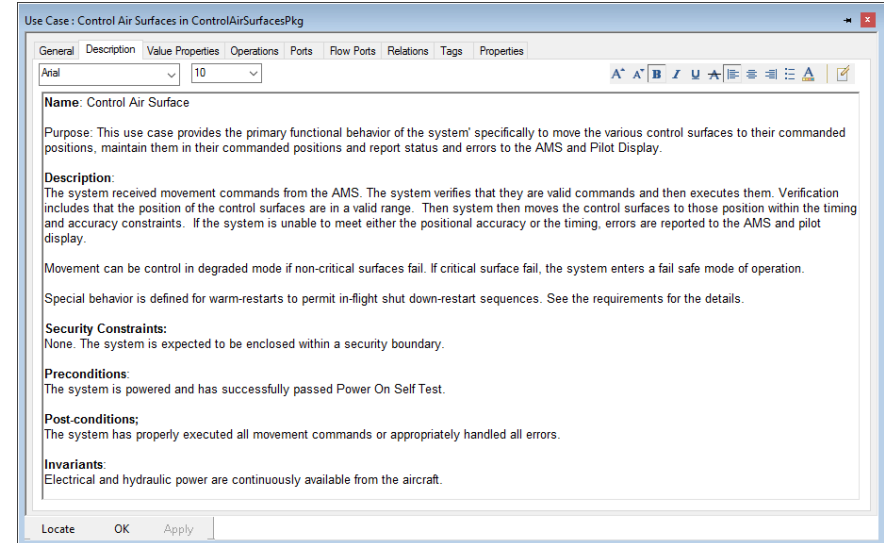 Use Case : Control Air Surfaces in ControlAirSurfacesPkg
General Description Value Properties Operations Ports Flow Ports Relations Tags Properties
Arial 10
Name: Control Air Surface
Purpose: This use case provides the primary functional behavior of the system' specifically to move the various control surfaces to their commanded
positions, maintain them in their commanded positions and report status and errors to the AMS and Pilot Display.
Description:
The system received movement commands from the AMS. The system verifies that they are valid commands and then executes them. Verification
includes that the position of the control surfaces are in a valid range. Then system then moves the control surfaces to those position within the timing
and accuracy constraints. If the system is unable to meet either the positional accuracy or the timing, errors are reported to the AMS and pilot
display.
Movement can be control in degraded mode if non-critical surfaces fail. If critical surface fail, the system enters a fail safe mode of operation.
Special behavior is defined for warm-restarts to permit in-flight shut down-restart sequences. See the requirements for the details.
Security Constraints:
None. The system is expected to be enclosed within a security boundary.
Preconditions:
The system is powered and has successfully passed Power On Self Test.
Post-conditions;
The system has properly executed all movement commands or appropriately handled all errors.
Invariants:
Electrical and hydraulic power are continuously available from the aircraft.
Locate OK Apply